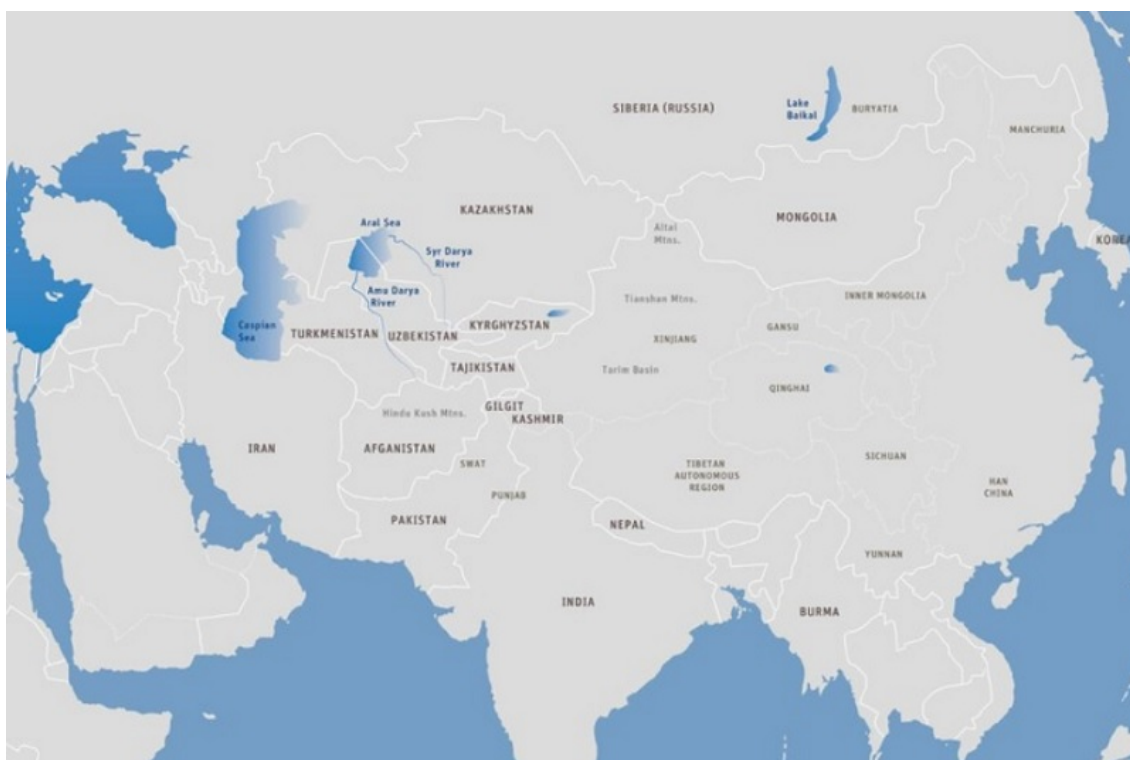 SIBERIA (RUSSIA)
Lake
Baikal
BURYATIA
MANCHURIA
KAZAKHSTAN
MONGOLIA
Altai
Mtns.
KOREA
Aral Sea
Syr Darya
River
Amu Darya
River
Tianshan Mtns.
INNER MONGOLIA
Caspian
Sea
TURKMENISTAN
UZBEKISTAN
KYRGHYZSTAN
GANSU
XINJIANG
TAJIKISTAN
Tarim Basin
QINGHAI
Hindu Kush Mtns.
GILGIT
KASHMIR
IRAN
AFGANISTAN
SWAT
TIBETAN
AUTONOMOUS
REGION
SICHUAN
HAN
CHINA
PUNJAB
PAKISTAN
NEPAL
YUNNAN
INDIA
BURMA